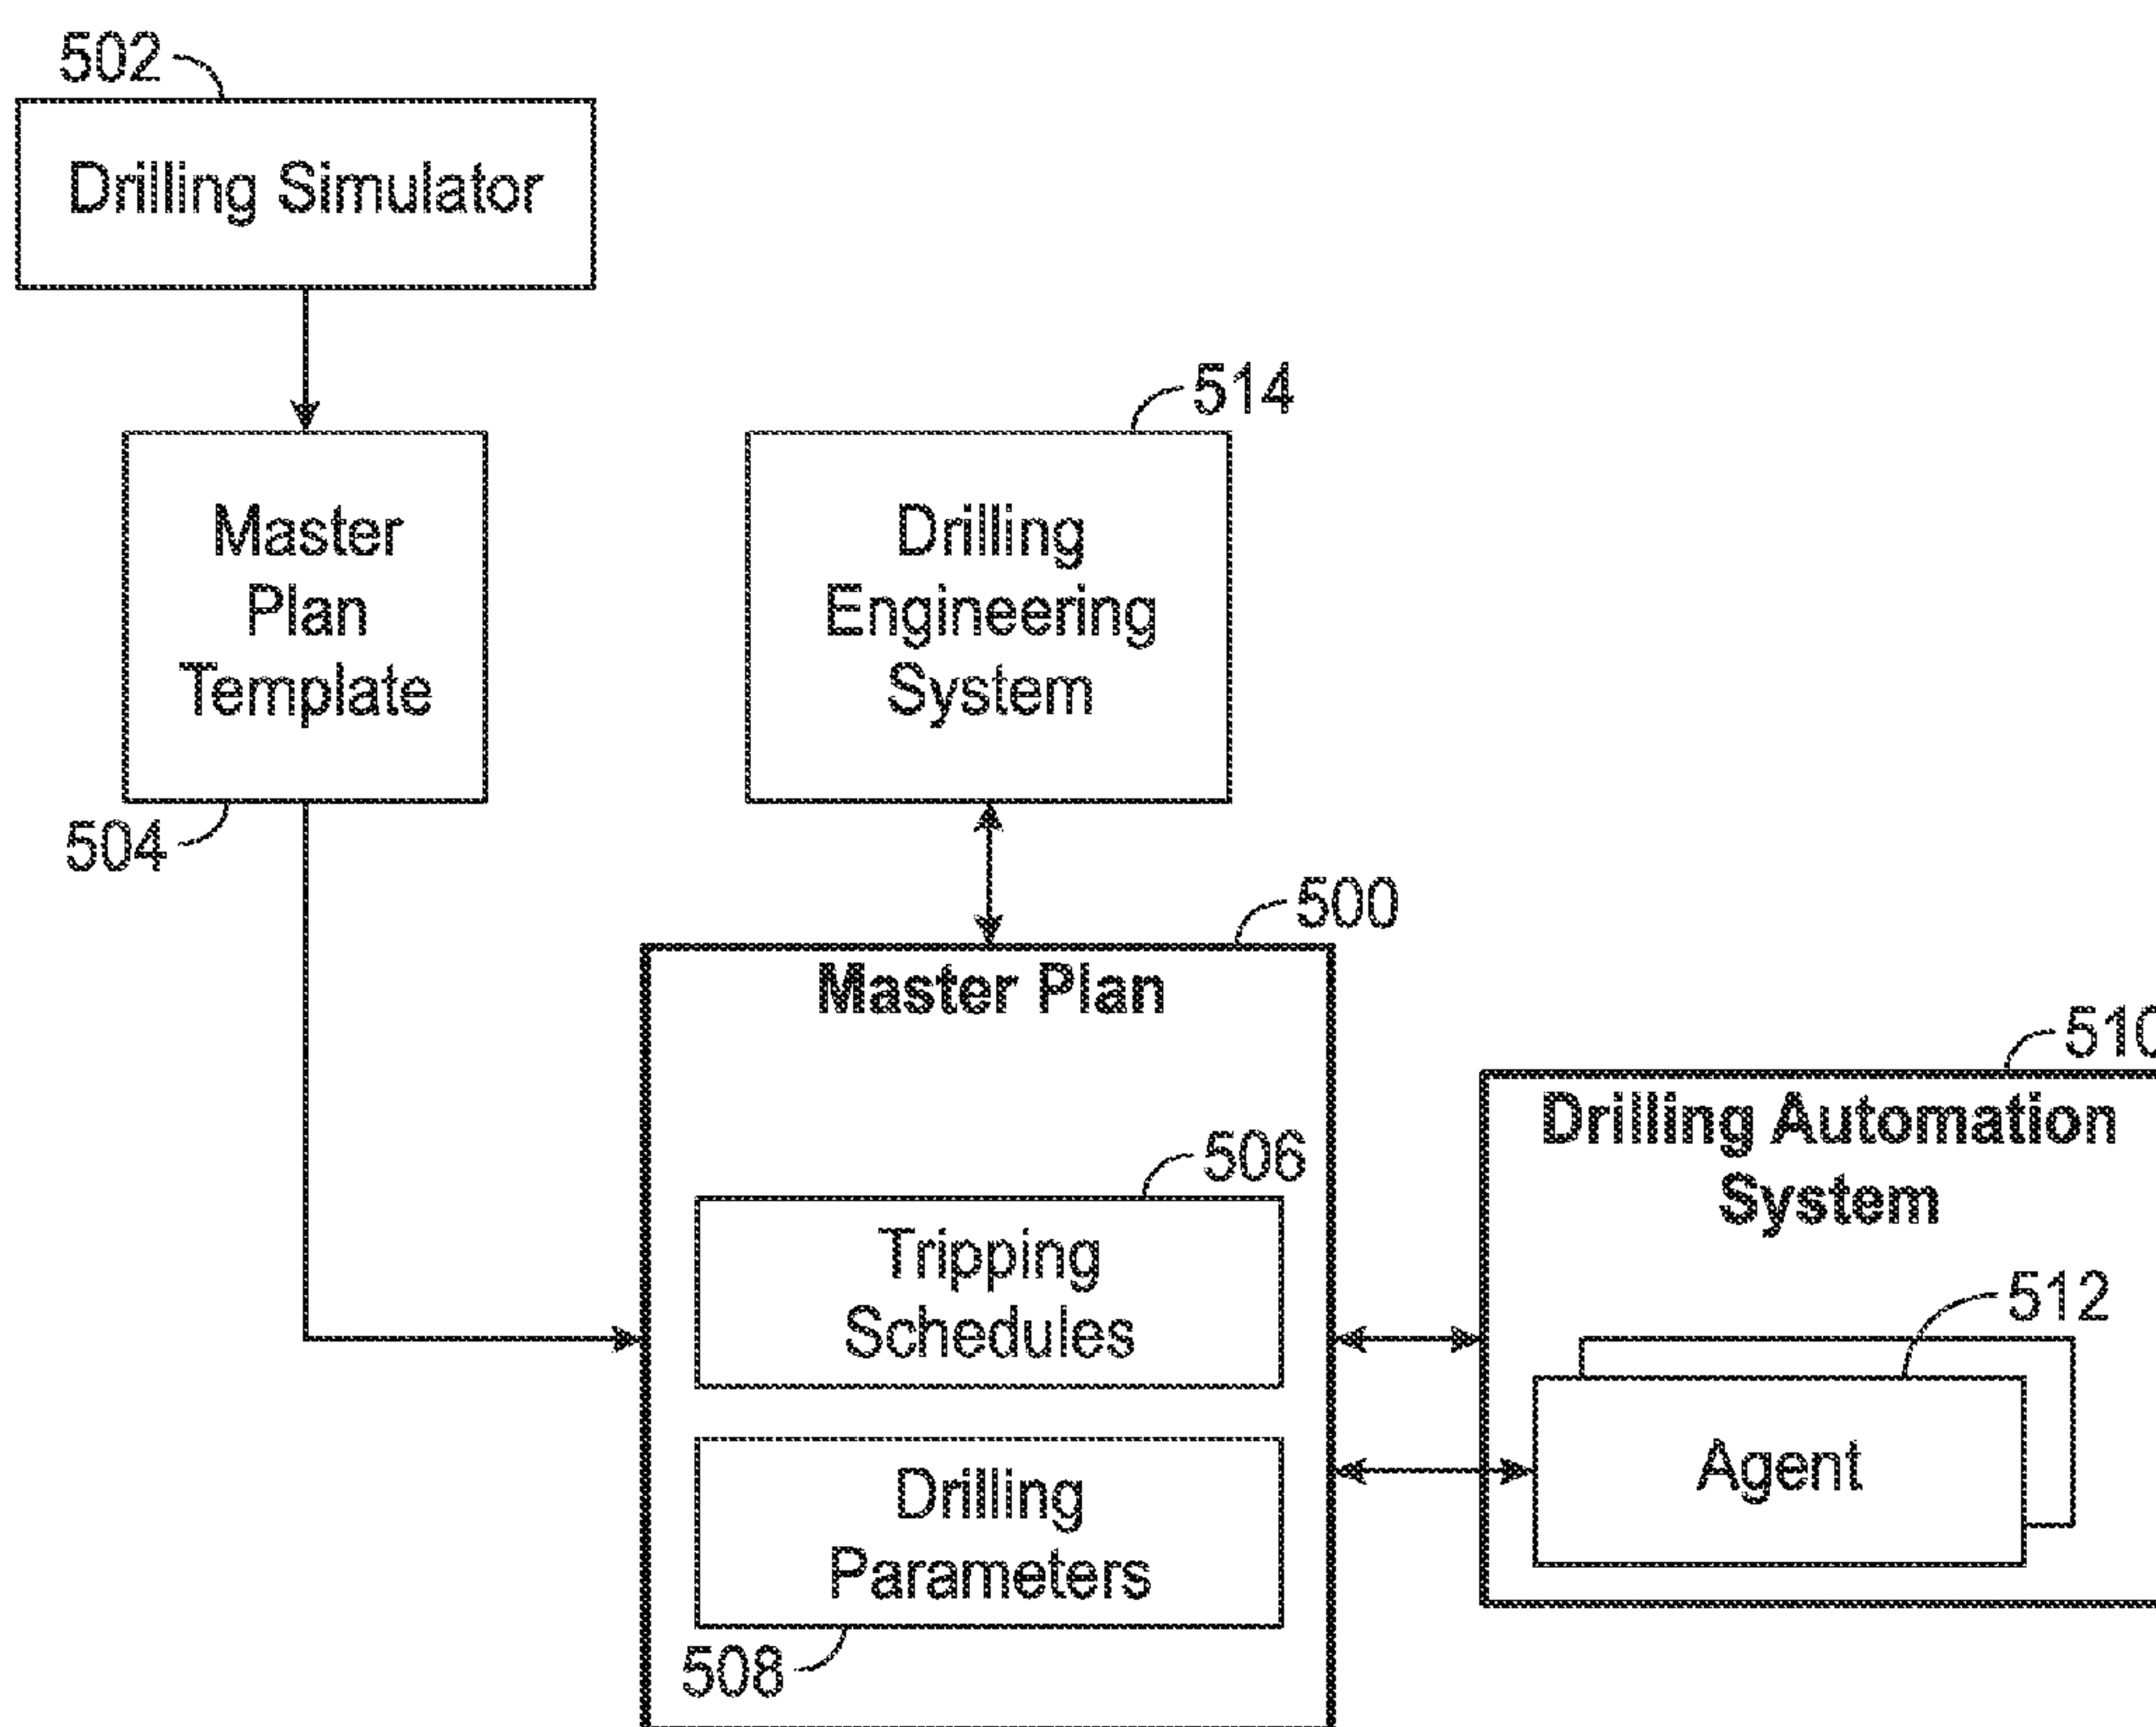 502
Drilling Simulator
514
Master
Plan
Template
Drilling
Engineering
System
504
500
Master Plan
510
Drilling Automation
System
506
Tripping
Schedules
512
Agent
Drilling
Parameters
508